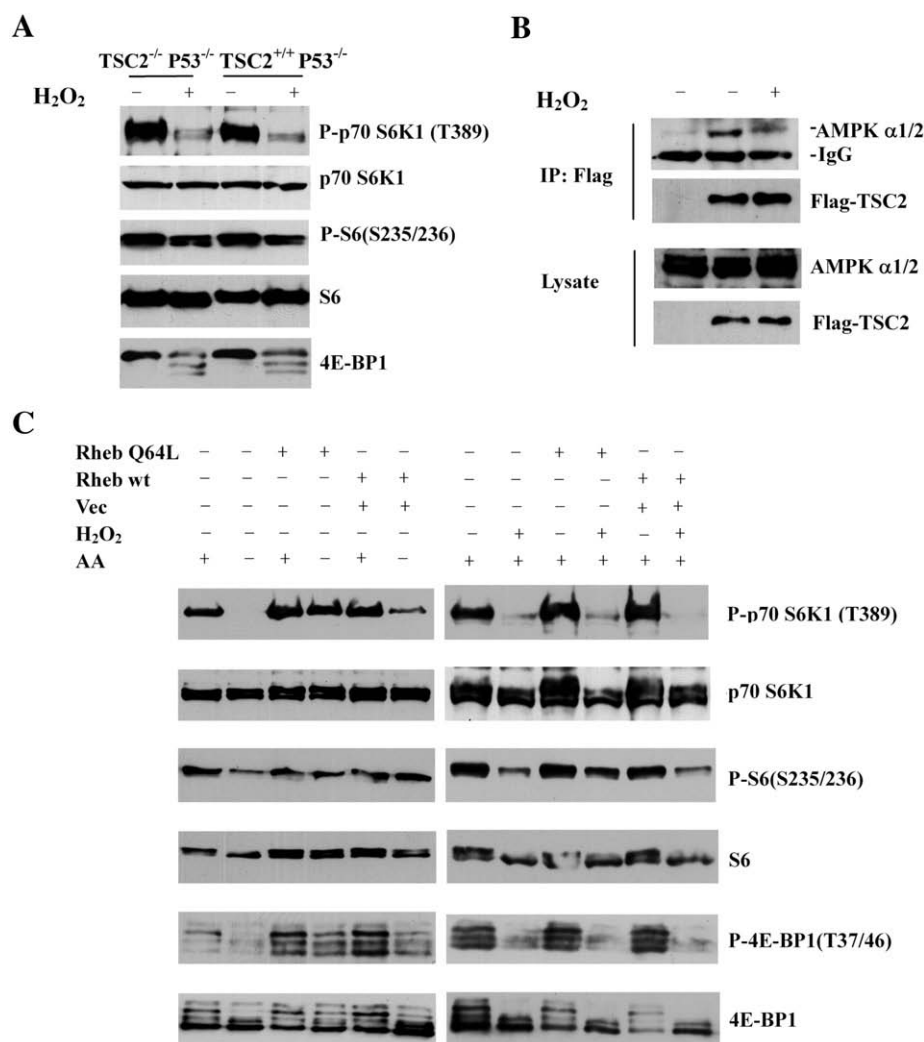 A
TSC2-/- P53-/- TSC2+/+ P53-/-
H2O2 – + – +
P-p70 S6K1 (T389)
p70 S6K1
P-S6(S235/236)
S6
4E-BP1
B
H2O2 – – +
IP: Flag
-AMPK α1/2
-IgG
Flag-TSC2
Lysate
AMPK α1/2
Flag-TSC2
C
Rheb Q64L – – + + – – – – + + – –
Rheb wt – – – – + + – – – – + +
Vec – – – – + + – – – – + +
H2O2 – – – – – – – + – + – +
AA + – + – + – + + + + + +
P-p70 S6K1 (T389)
p70 S6K1
P-S6(S235/236)
S6
P-4E-BP1(T37/46)
4E-BP1